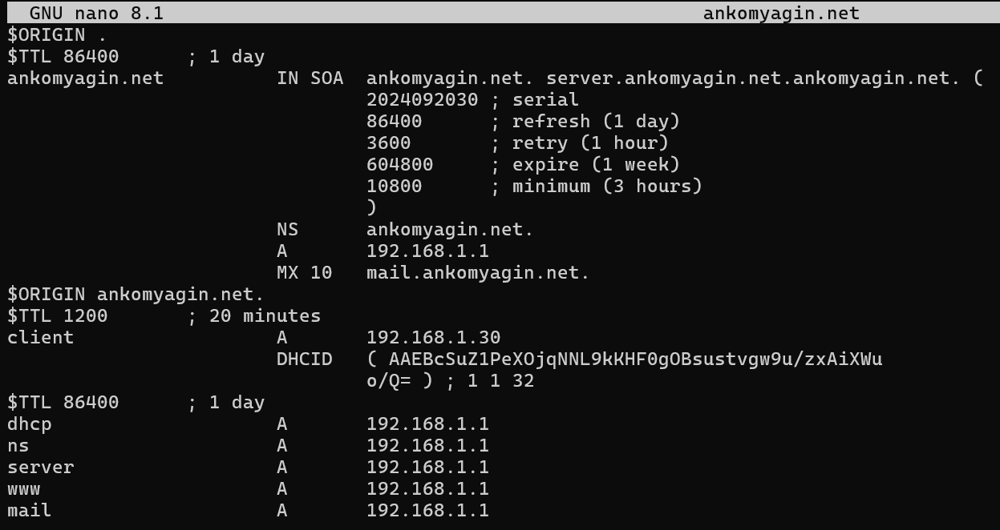 GNU nano 8.1 ankomyagin.net
$ORIGIN .
$TTL 86400 ; 1 day
ankomyagin.net IN SOA ankomyagin.net. server.ankomyagin.net.ankomyagin.net. (
2024092030 ; serial
86400 ; refresh (1 day)
3600 ; retry (1 hour)
604800 ; expire (1 week)
10800 ; minimum (3 hours)
)
NS ankomyagin.net.
A 192.168.1.1
MX 10 mail.ankomyagin.net.
$ORIGIN ankomyagin.net.
$TTL 1200 ; 20 minutes
client A 192.168.1.30
DHCID ( AAEBcSuZ1PeXOjqNNL9kKHF0gOBsustvgw9u/zxAiXWu
o/Q= ) ; 1 1 32
$TTL 86400 ; 1 day
dhcp A 192.168.1.1
ns A 192.168.1.1
server A 192.168.1.1
www A 192.168.1.1
mail A 192.168.1.1